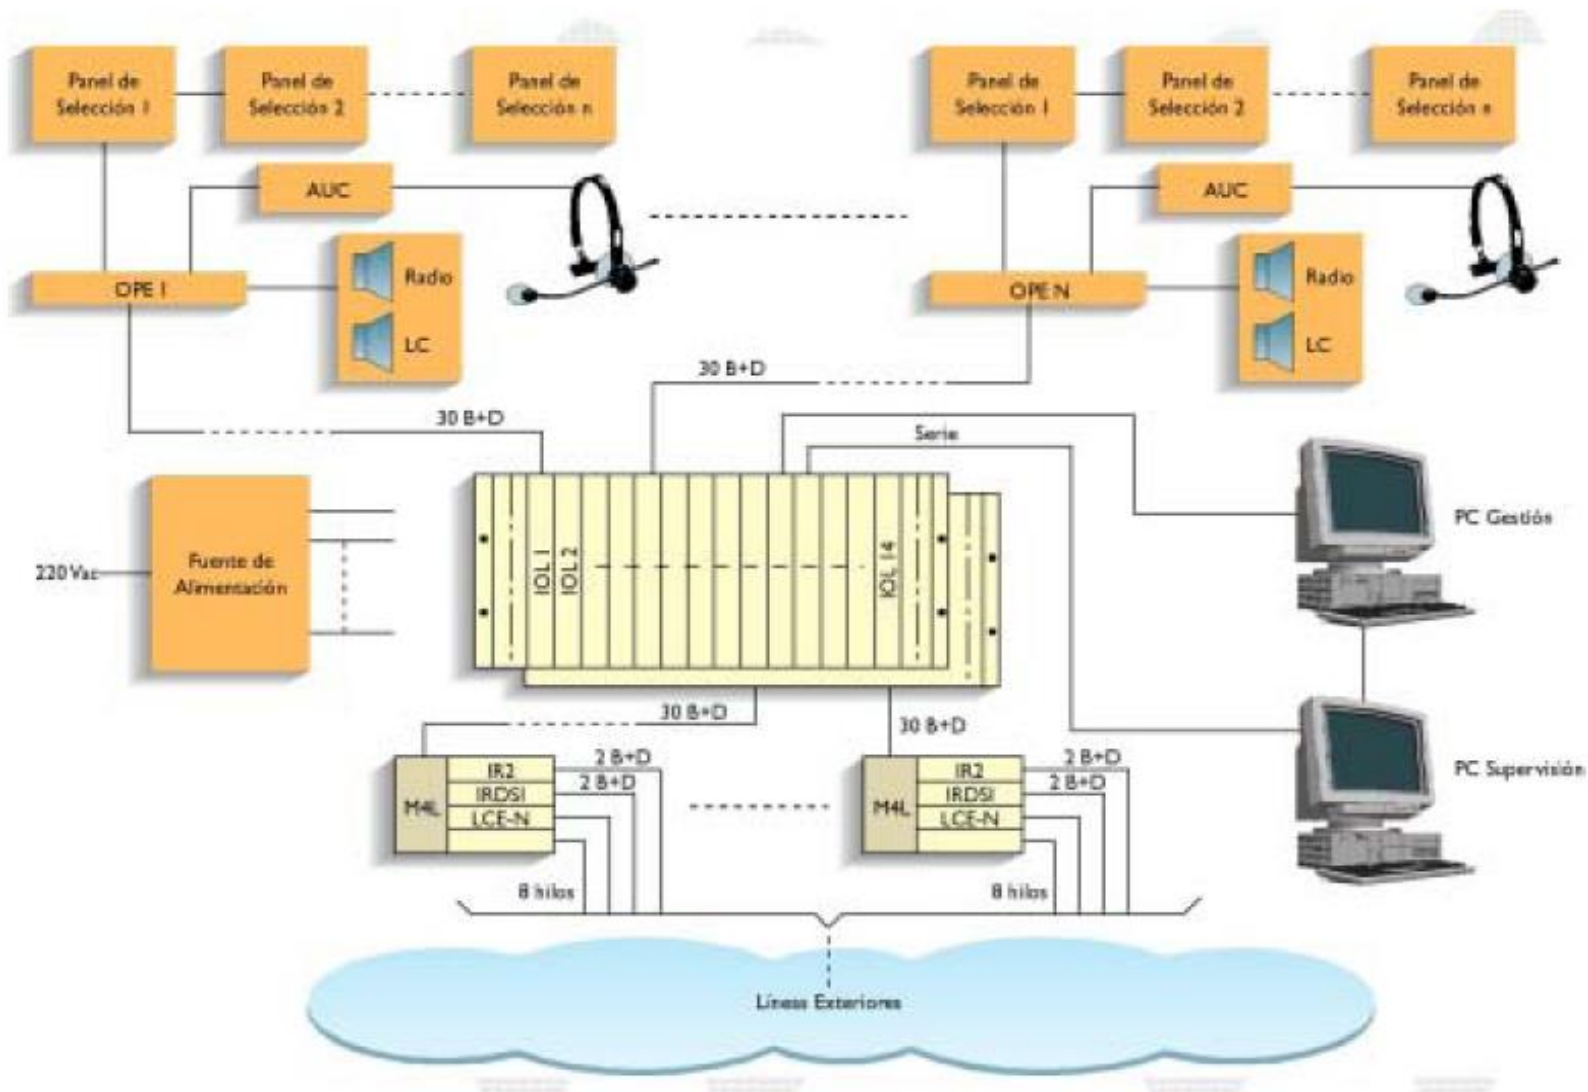 Panel de
Selección 1
Panel de
Selección 2
Panel de
Selección n
Panel de
Selección 1
Panel de
Selección 2
Panel de
Selección n
AUC
AUC
OPE 1
Radio
LC
OPE N
Radio
LC
30 B+D
30 B+D
Serie
220 Vac
Fuente de
Alimentación
IOL 1
IOL 2
IOL 14
PC Gestión
30 B+D
30 B+D
M4L
IR2
IRDSI
LCE-N
2 B+D
2 B+D
M4L
IR2
IRDSI
LCE-N
2 B+D
2 B+D
PC Supervisión
8 hilos
8 hilos
Líneas Exteriores